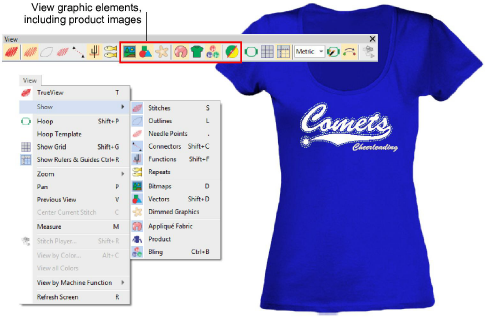 View graphic elements,
including product images
View
Metric
View
TrueView T
Show
Hoop Shift+P
Hoop Template
Show Grid Shift+G
Show Rulers & Guides Ctrl+R
Zoom
Pan P
Previous View V
Center Current Stitch C
Measure M
Stitch Player... Shift+R
View by Color... Alt+C
View all Colors
View by Machine Function
Refresh Screen R
Stitches S
Outlines L
Needle Points .
Connectors Shift+C
Functions Shift+F
Repeats
Bitmaps D
Vectors Shift+D
Dimmed Graphics
Appliqué Fabric
Product
Bling Ctrl+B
Comets
Cheerleading